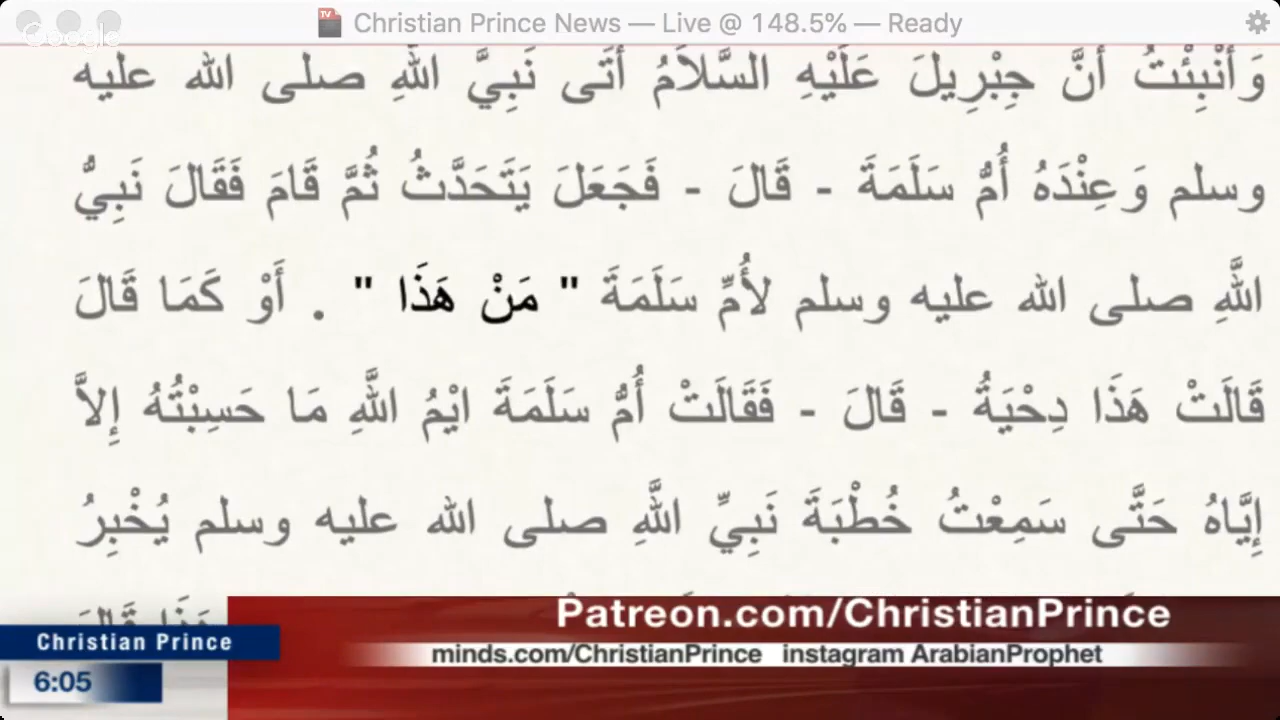 Christian Prince News — Live @ 148.5% — Ready
Google
وَأُنْبِئْتُ أَنَّ جِبْرِيلَ عَلَيْهِ السَّلاَمُ أَتَى نَبِيَّ اللَّهِ صلى الله عليه
وسلم وَعِنْدَهُ أُمُّ سَلَمَةَ - قَالَ - فَجَعَلَ يَتَحَدَّثُ ثُمَّ قَامَ فَقَالَ نَبِيُّ
اللَّهِ صلى الله عليه وسلم لأُمِّ سَلَمَةَ " مَنْ هَذَا " . أَوْ كَمَا قَالَ
قَالَتْ هَذَا دِحْيَةُ - قَالَ - فَقَالَتْ أُمُّ سَلَمَةَ ايْمُ اللَّهِ مَا حَسِبْتُهُ إِلاَّ
إِيَّاهُ حَتَّى سَمِعْتُ خُطْبَةَ نَبِيِّ اللَّهِ صلى الله عليه وسلم يُخْبِرُ
Patreon.com/ChristianPrince
Christian Prince
minds.com/ChristianPrince instagram ArabianProphet
6:05